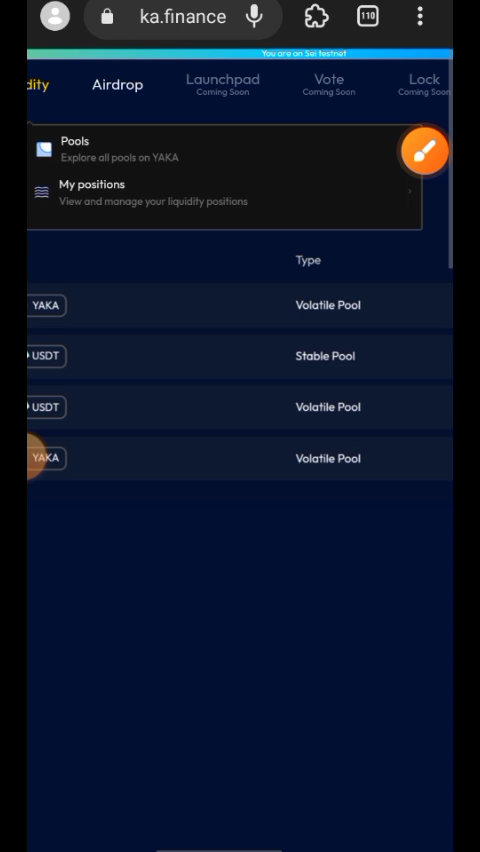 ka.finance
110
You are on Sei testnet
dity
Airdrop
Launchpad
Coming Soon
Vote
Coming Soon
Lock
Coming Soon
Pools
Explore all pools on YAKA
My positions
View and manage your liquidity positions
Type
YAKA
Volatile Pool
USDT
Stable Pool
USDT
Volatile Pool
YAKA
Volatile Pool